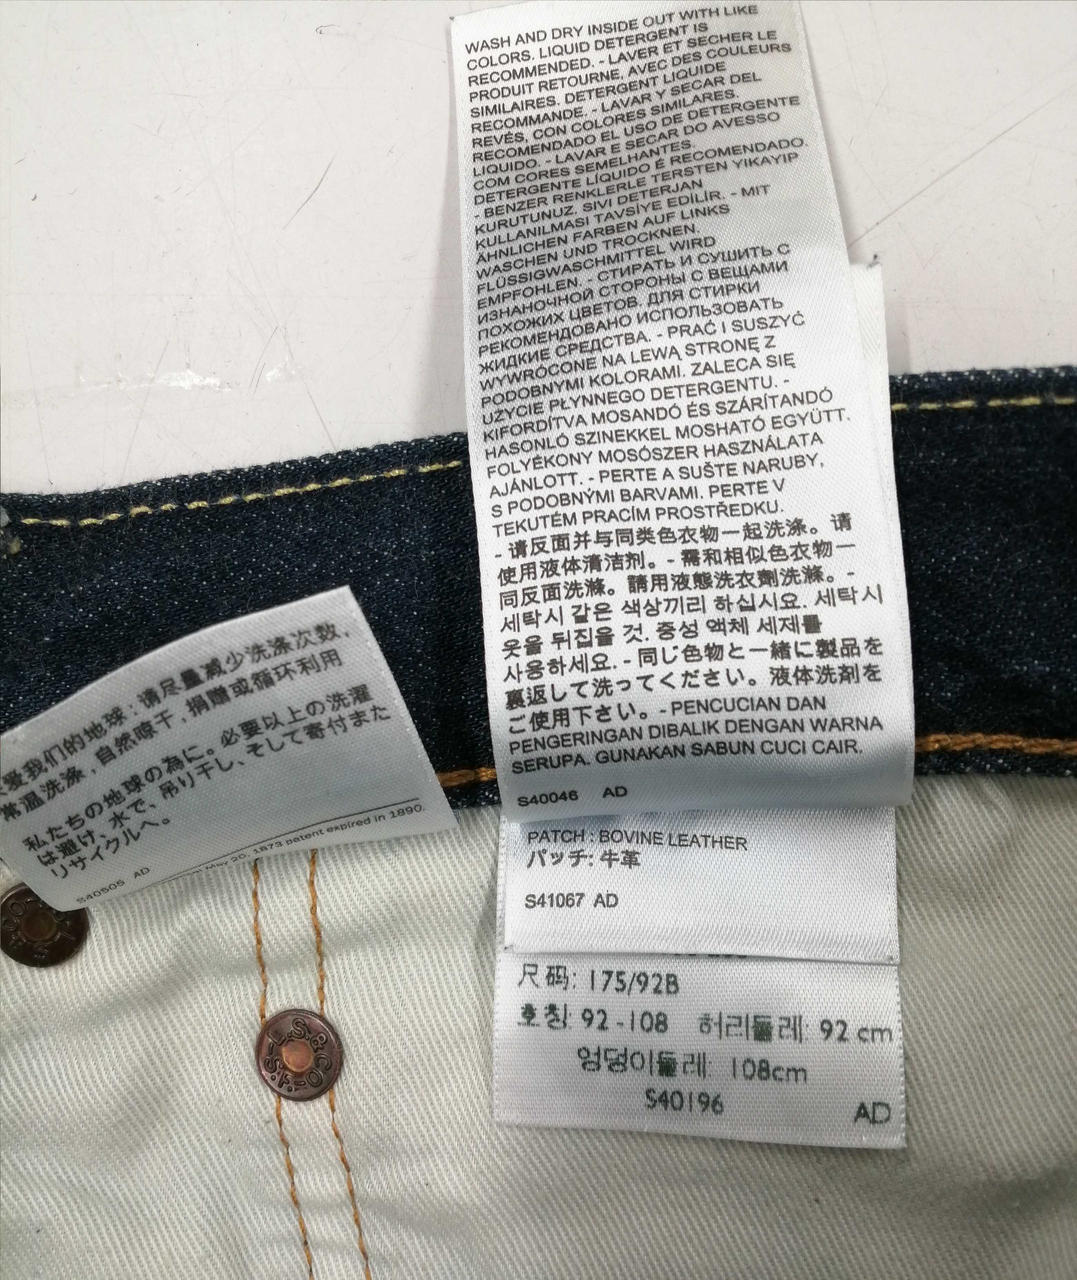 WASH AND DRY INSIDE OUT WITH LIKE
COLORS. LIQUID DETERGENT IS
RECOMMENDED. - LAVER ET SECHER LE
PRODUIT RETOURNE, AVEC DES COULEURS
SIMILAIRES. DETERGENT LIQUIDE
RECOMMANDE. - LAVAR Y SECAR DEL
REVÉS, CON COLORES SIMILARES.
RECOMENDADO EL USO DE DETERGENTE
LIQUIDO. - LAVAR E SECAR DO AVESSO
COM CORES SEMELHANTES.
DETERGENTE LÍQUIDO É RECOMENDADO.
- BENZER RENKLERLE TERSTEN YIKAYIP
KURUTUNUZ. SIVI DETERJAN
KULLANILMASI TAVSİYE EDİLİR. - MIT
ÄHNLICHEN FARBEN AUF LINKS
WASCHEN UND TROCKNEN.
FLÜSSIGWASCHMITTEL WIRD
EMPFOHLEN. - СТИРАТЬ И СУШИТЬ С
ИЗНАНОЧНОЙ СТОРОНЫ С ВЕЩАМИ
ПОХОЖИХ ЦВЕТОВ. ДЛЯ СТИРКИ
РЕКОМЕНДОВАНО ИСПОЛЬЗОВАТЬ
ЖИДКИЕ СРЕДСТВА. - PRAĆ I SUSZYĆ
WYWRÓCONE NA LEWĄ STRONĘ Z
PODOBNYMI KOLORAMI. ZALECA SIĘ
UŻYCIE PŁYNNEGO DETERGENTU. -
KIFORDÍTVA MOSANDÓ ÉS SZÁRÍTANDÓ
HASONLÓ SZINEKKEL MOSHATÓ EGYÜTT.
FOLYÉKONY MOSÓSZER HASZNÁLATA
AJÁNLOTT. - PERTE A SUŠTE NARUBY,
S PODOBNÝMI BARVAMI. PERTE V
TEKUTÉM PRACÍM PROSTŘEDKU.
- 请反面并与同类色衣物一起洗涤。请
使用液体清洁剂。- 需和相似色衣物一
同反面洗滌。請用液態洗衣劑洗滌。-
세탁시 같은 색상끼리 하십시요. 세탁시
옷을 뒤집을 것. 중성 액체 세제를
사용하세요. - 同じ色物と一緒に製品を
裏返して洗ってください。液体洗剤を
ご使用下さい。- PENCUCIAN DAN
PENGERINGAN DIBALIK DENGAN WARNA
SERUPA. GUNAKAN SABUN CUCI CAIR.
S40046 AD
PATCH : BOVINE LEATHER
パッチ: 牛革
S41067 AD
尺码: 175/92B
호칭: 92 -108 허리둘레: 92 cm
엉덩이둘레: 108cm
S40196 AD
爱我们的地球 : 请尽量减少洗涤次数,
常温洗涤 , 自然晾干 , 捐赠或循环利用
私たちの地球の為に。必要以上の洗濯
は避け、水で、吊り干し、そして寄付また
リサイクルへ。
May 20, 1873 patent expired in 1890.
S40505 AD
L.S.&CO.-S.F.-